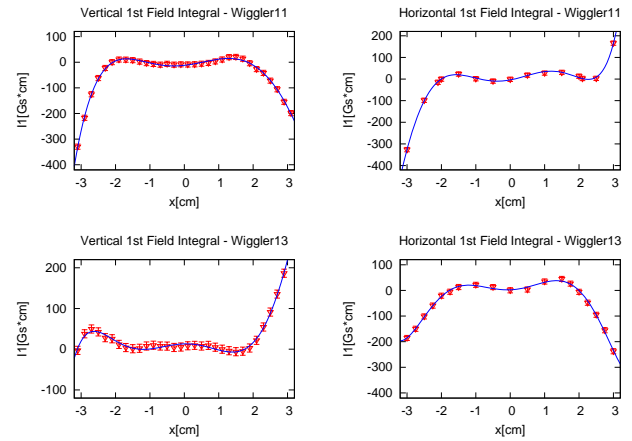 Vertical 1st Field Integral - Wiggler11
I1[Gs*cm]
100
0
-100
-200
-300
-400
-3 -2 -1 0 1 2 3
x[cm]
Horizontal 1st Field Integral - Wiggler11
I1[Gs*cm]
200
100
0
-100
-200
-300
-400
-3 -2 -1 0 1 2 3
x[cm]
Vertical 1st Field Integral - Wiggler13
I1[Gs*cm]
200
100
0
-100
-3 -2 -1 0 1 2 3
x[cm]
Horizontal 1st Field Integral - Wiggler13
I1[Gs*cm]
100
0
-100
-200
-300
-400
-3 -2 -1 0 1 2 3
x[cm]